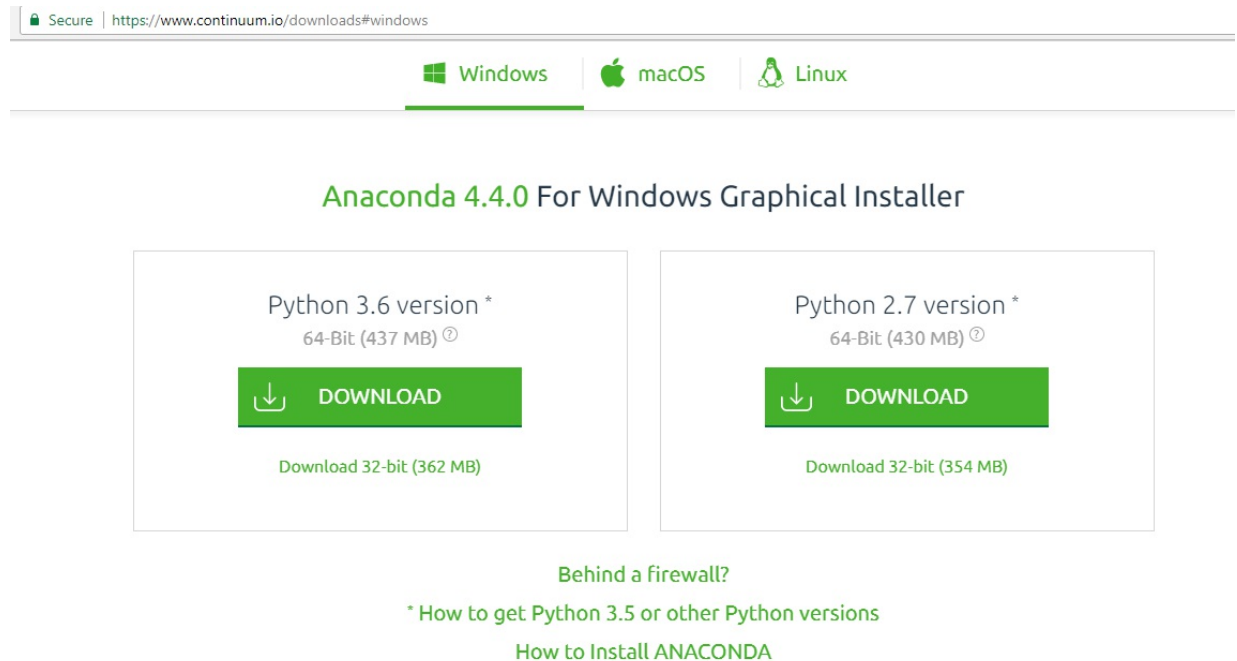 Secure | https://www.continuum.io/downloads#windows
Windows macOS Linux
Anaconda 4.4.0 For Windows Graphical Installer
Python 3.6 version *
64-Bit (437 MB) ?
DOWNLOAD
Download 32-bit (362 MB)
Python 2.7 version *
64-Bit (430 MB) ?
DOWNLOAD
Download 32-bit (354 MB)
Behind a firewall?
* How to get Python 3.5 or other Python versions
How to Install ANACONDA